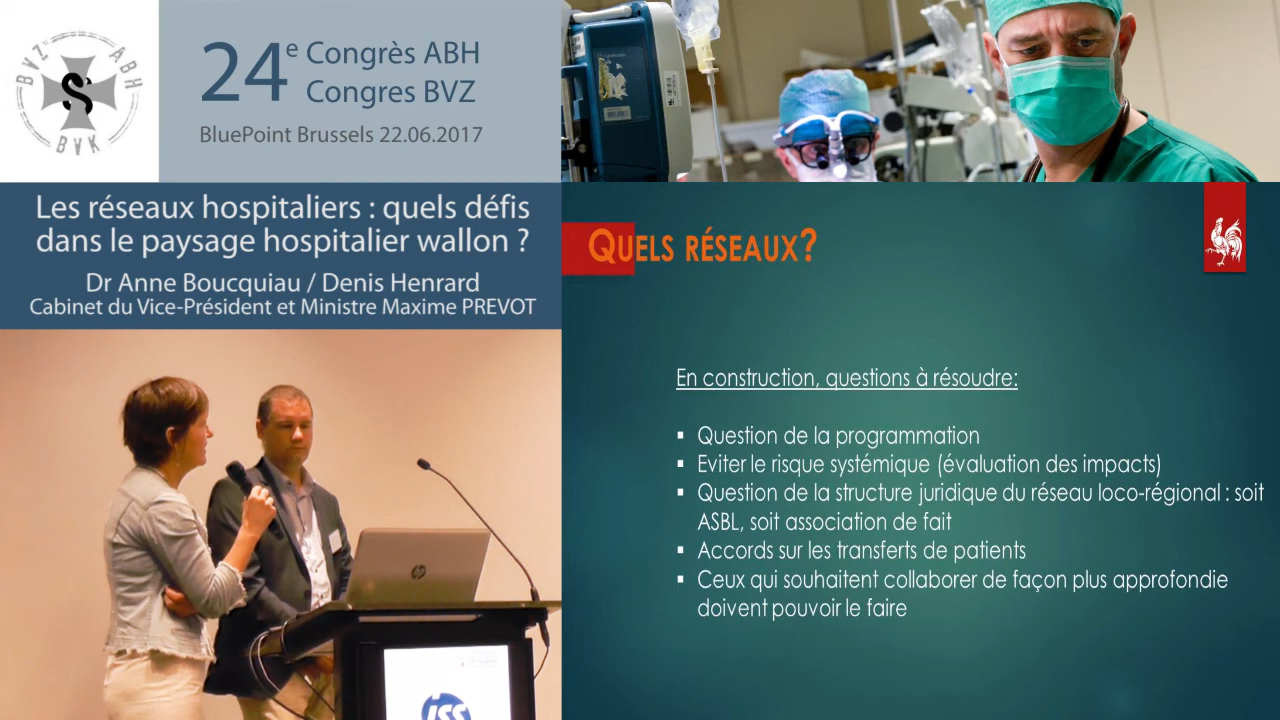 BVZ ABH
BVK
S
24e Congrès ABH
Congres BVZ
BluePoint Brussels 22.06.2017
Les réseaux hospitaliers : quels défis
dans le paysage hospitalier wallon ?
Dr Anne Boucquiau / Denis Henrard
Cabinet du Vice-Président et Ministre Maxime PREVOT
QUELS RÉSEAUX?
En construction, questions à résoudre:
▪ Question de la programmation
▪ Eviter le risque systémique (évaluation des impacts)
▪ Question de la structure juridique du réseau loco-régional : soit
ASBL, soit association de fait
▪ Accords sur les transferts de patients
▪ Ceux qui souhaitent collaborer de façon plus approfondie
doivent pouvoir le faire
hp
iss